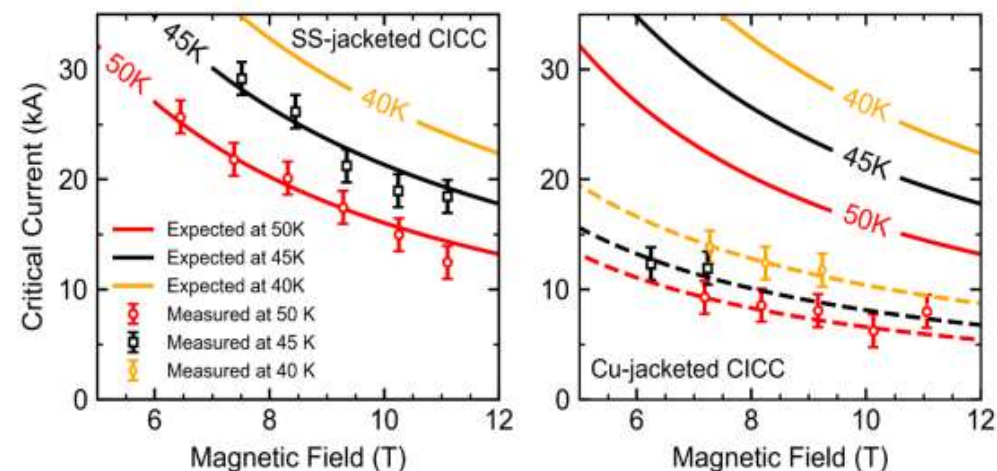 SS-jacketed CICC
50K
45K
40K
Critical Current (kA)
30
20
10
0
Expected at 50K
Expected at 45K
Expected at 40K
Measured at 50 K
Measured at 45 K
Measured at 40 K
6
8
10
12
Magnetic Field (T)
40K
45K
50K
30
20
10
0
Cu-jacketed CICC
6
8
10
12
Magnetic Field (T)